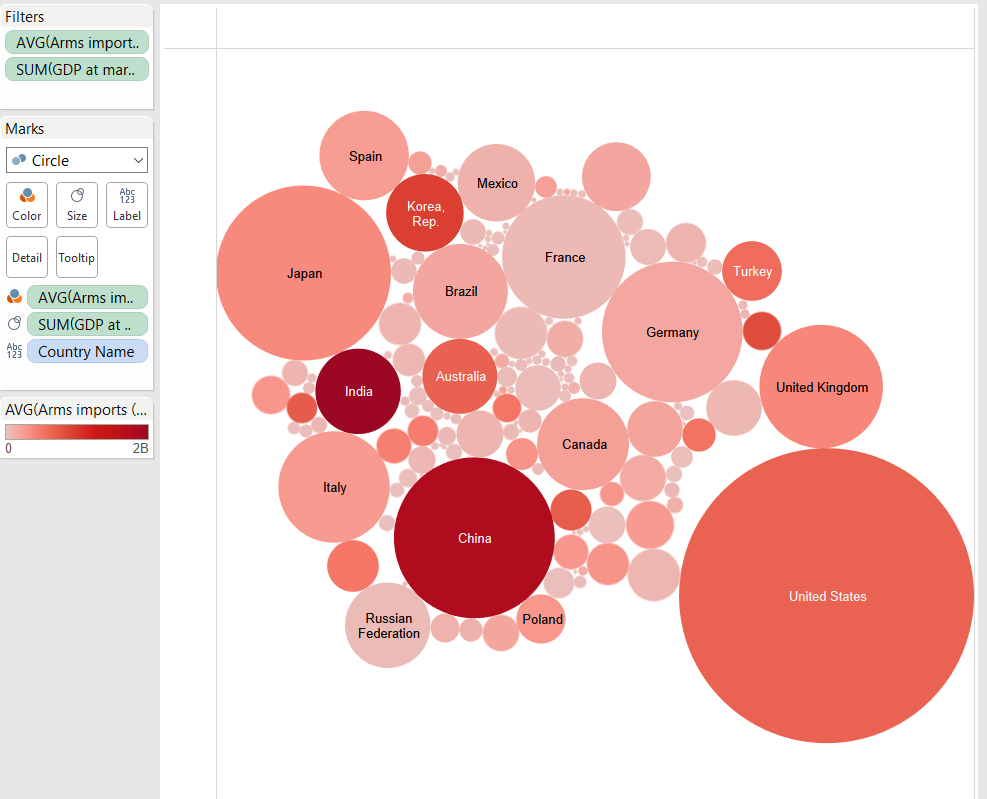 Filters
AVG(Arms import..
SUM(GDP at mar..
Marks
Circle
Abc
123
Color
Size
Label
Detail
Tooltip
AVG(Arms im..
SUM(GDP at ..
Abc
123
Country Name
AVG(Arms imports (...
0
2B
Spain
Mexico
Korea,
Rep.
Japan
France
Turkey
Brazil
Germany
India
Australia
United Kingdom
Canada
Italy
China
United States
Russian
Federation
Poland